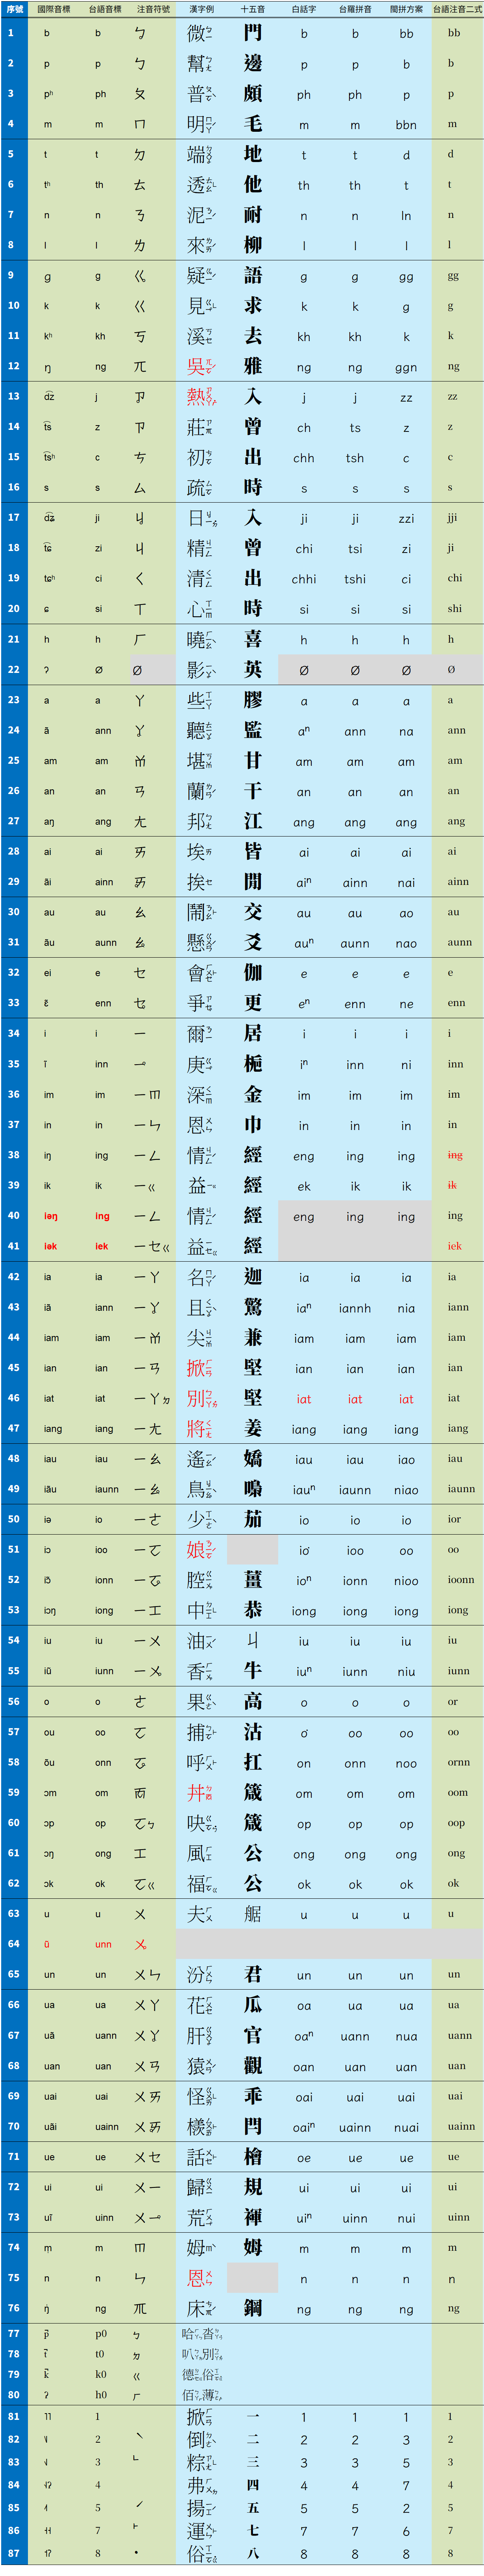 序號 國際音標 台語音標 注音符號 漢字例 十五音 白話字 台羅拼音 閩拼方案 台語注音二式
1 b b ㄅ 微 門 b b bb bb
2 p p ㄅ 幫 邊 p p b b
3 pʰ ph ㄆ 普 頗 ph ph p p
4 m m ㄇ 明 毛 m m bbn m
5 t t ㄉ 端 地 t t d d
6 tʰ th ㄊ 透 他 th th t t
7 n n ㄋ 泥 耐 n n ln n
8 l l ㄌ 來 柳 l l l l
9 g g ㆣ 疑 語 g g gg gg
10 k k ㄍ 見 求 k k g g
11 kʰ kh ㄎ 溪 去 kh kh k k
12 ŋ ng ㄫ 吳 雅 ng ng ggn ng
13 d͡z j ㆡ 熱 入 j j zz zz
14 t͡s z ㄗ 莊 曾 ch ts z z
15 t͡sʰ c ㄘ 初 出 chh tsh c c
16 s s ㄙ 疏 時 s s s s
17 d͡ʑ ji ㆢ 日 入 ji ji zzi jji
18 t͡ɕ zi ㄐ 精 曾 chi tsi zi ji
19 tɕʰ ci ㄑ 清 出 chhi tshi ci chi
20 ɕ si ㄒ 心 時 si si si shi
21 h h ㄏ 曉 喜 h h h h
22 ʔ Ø Ø 影 英 Ø Ø Ø Ø
23 a a ㄚ 些 膠 a a a a
24 ã ann ㆩ 聽 監 aⁿ ann na ann
25 am am ㆰ 堪 甘 am am am am
26 an an ㄢ 蘭 干 an an an an
27 aŋ ang ㄤ 邦 江 ang ang ang ang
28 ai ai ㄞ 埃 皆 ai ai ai ai
29 ãi ainn ㆮ 挨 閒 aiⁿ ainn nai ainn
30 au au ㄠ 鬧 交 au au ao au
31 ãu aunn ㆯ 懸 爻 auⁿ aunn nao aunn
32 ei e ㄝ 會 伽 e e e e
33 ɛ̃ enn ㆥ 爭 更 eⁿ enn ne enn
34 i i ㄧ 爾 居 i i i i
35 ĩ inn ㆪ 庚 梔 iⁿ inn ni inn
36 im im ㄧㆬ 深 金 im im im im
37 in in ㄧㄣ 恩 巾 in in in in
38 iŋ ing ㄧㄥ 情 經 eng ing ing ing
39 ik ik ㄧㆻ 益 經 ek ik ik ik
40 iəŋ ing ㄧㄥ 情 經 eng ing ing ing
41 iək iek ㄧㄝㆻ 益 經 iek
42 ia ia ㄧㄚ 名 迦 ia ia ia ia
43 iã iann ㄧㆩ 且 驚 iaⁿ iannh nia iann
44 iam iam ㄧㆰ 尖 兼 iam iam iam iam
45 ian ian ㄧㄢ 掀 堅 ian ian ian ian
46 iat iat ㄧㄚㆵ 別 堅 iat iat iat iat
47 iang iang ㄧㄤ 將 姜 iang iang iang iang
48 iau iau ㄧㄠ 遙 嬌 iau iau iao iau
49 iãu iaunn ㄧㆯ 鳥 嘄 iauⁿ iaunn niao iaunn
50 iə io ㄧㄜ 少 茄 io io io ior
51 iɔ ioo ㄧㆦ 娘 io͘ ioo oo oo
52 iɔ̃ ionn ㄧㆧ 腔 薑 ioⁿ ionn nioo ioonn
53 iɔŋ iong ㄧㆲ 中 恭 iong iong iong iong
54 iu iu ㄧㄨ 油 丩 iu iu iu iu
55 iũ iunn ㄧㆫ 香 牛 iuⁿ iunn niu iunn
56 o o ㄜ 果 高 o o o or
57 ou oo ㆦ 捕 沽 o͘ oo oo oo
58 õu onn ㆧ 呼 扛 on onn noo ornn
59 ɔm om ㆱ 丼 箴 om om om oom
60 ɔp op ㆦㆴ 㕷 箴 op op op oop
61 ɔŋ ong ㆲ 風 公 ong ong ong ong
62 ɔk ok ㆦㆻ 福 公 ok ok ok ok
63 u u ㄨ 夫 艍 u u u u
64 ũ unn ㆫ
65 un un ㄨㄣ 汾 君 un un un un
66 ua ua ㄨㄚ 花 瓜 oa ua ua ua
67 uã uann ㄨㆩ 肝 官 oaⁿ uann nua uann
68 uan uan ㄨㄢ 猿 觀 oan uan uan uan
69 uai uai ㄨㄞ 怪 乖 oai uai uai uai
70 uãi uainn ㄨㆮ 樣 閂 oaiⁿ uainn nuai uainn
71 ue ue ㄨㄝ 話 檜 oe ue ue ue
72 ui ui ㄨㄧ 歸 規 ui ui ui ui
73 uĩ uinn ㄨㆪ 荒 褌 uiⁿ uinn nui uinn
74 m̩ m ㆬ 姆 姆 m m m m
75 n n ㄣ 恩 n n n n
76 ŋ̍ ng ㆭ 床 鋼 ng ng ng ng
77 p̚ p0 ㆴ 哈 沓
78 t̚ t0 ㆵ 叭 別
79 k̚ k0 ㆻ 德 俗
80 ʔ h0 ㆷ 佰 薄
81 ˥˥ 1 掀 一 1 1 1 1
82 ˥˩ 2 ˋ 倒 二 2 2 3 2
83 ˧˩ 3 ˪ 粽 三 3 3 5 3
84 ˧ʔ 4 弗 四 4 4 7 4
85 ˩˧ 5 ˊ 揚 五 5 5 2 5
86 ˧˧ 7 ˫ 運 七 7 7 6 7
87 ˥ʔ 8 ˙ 俗 八 8 8 8 8